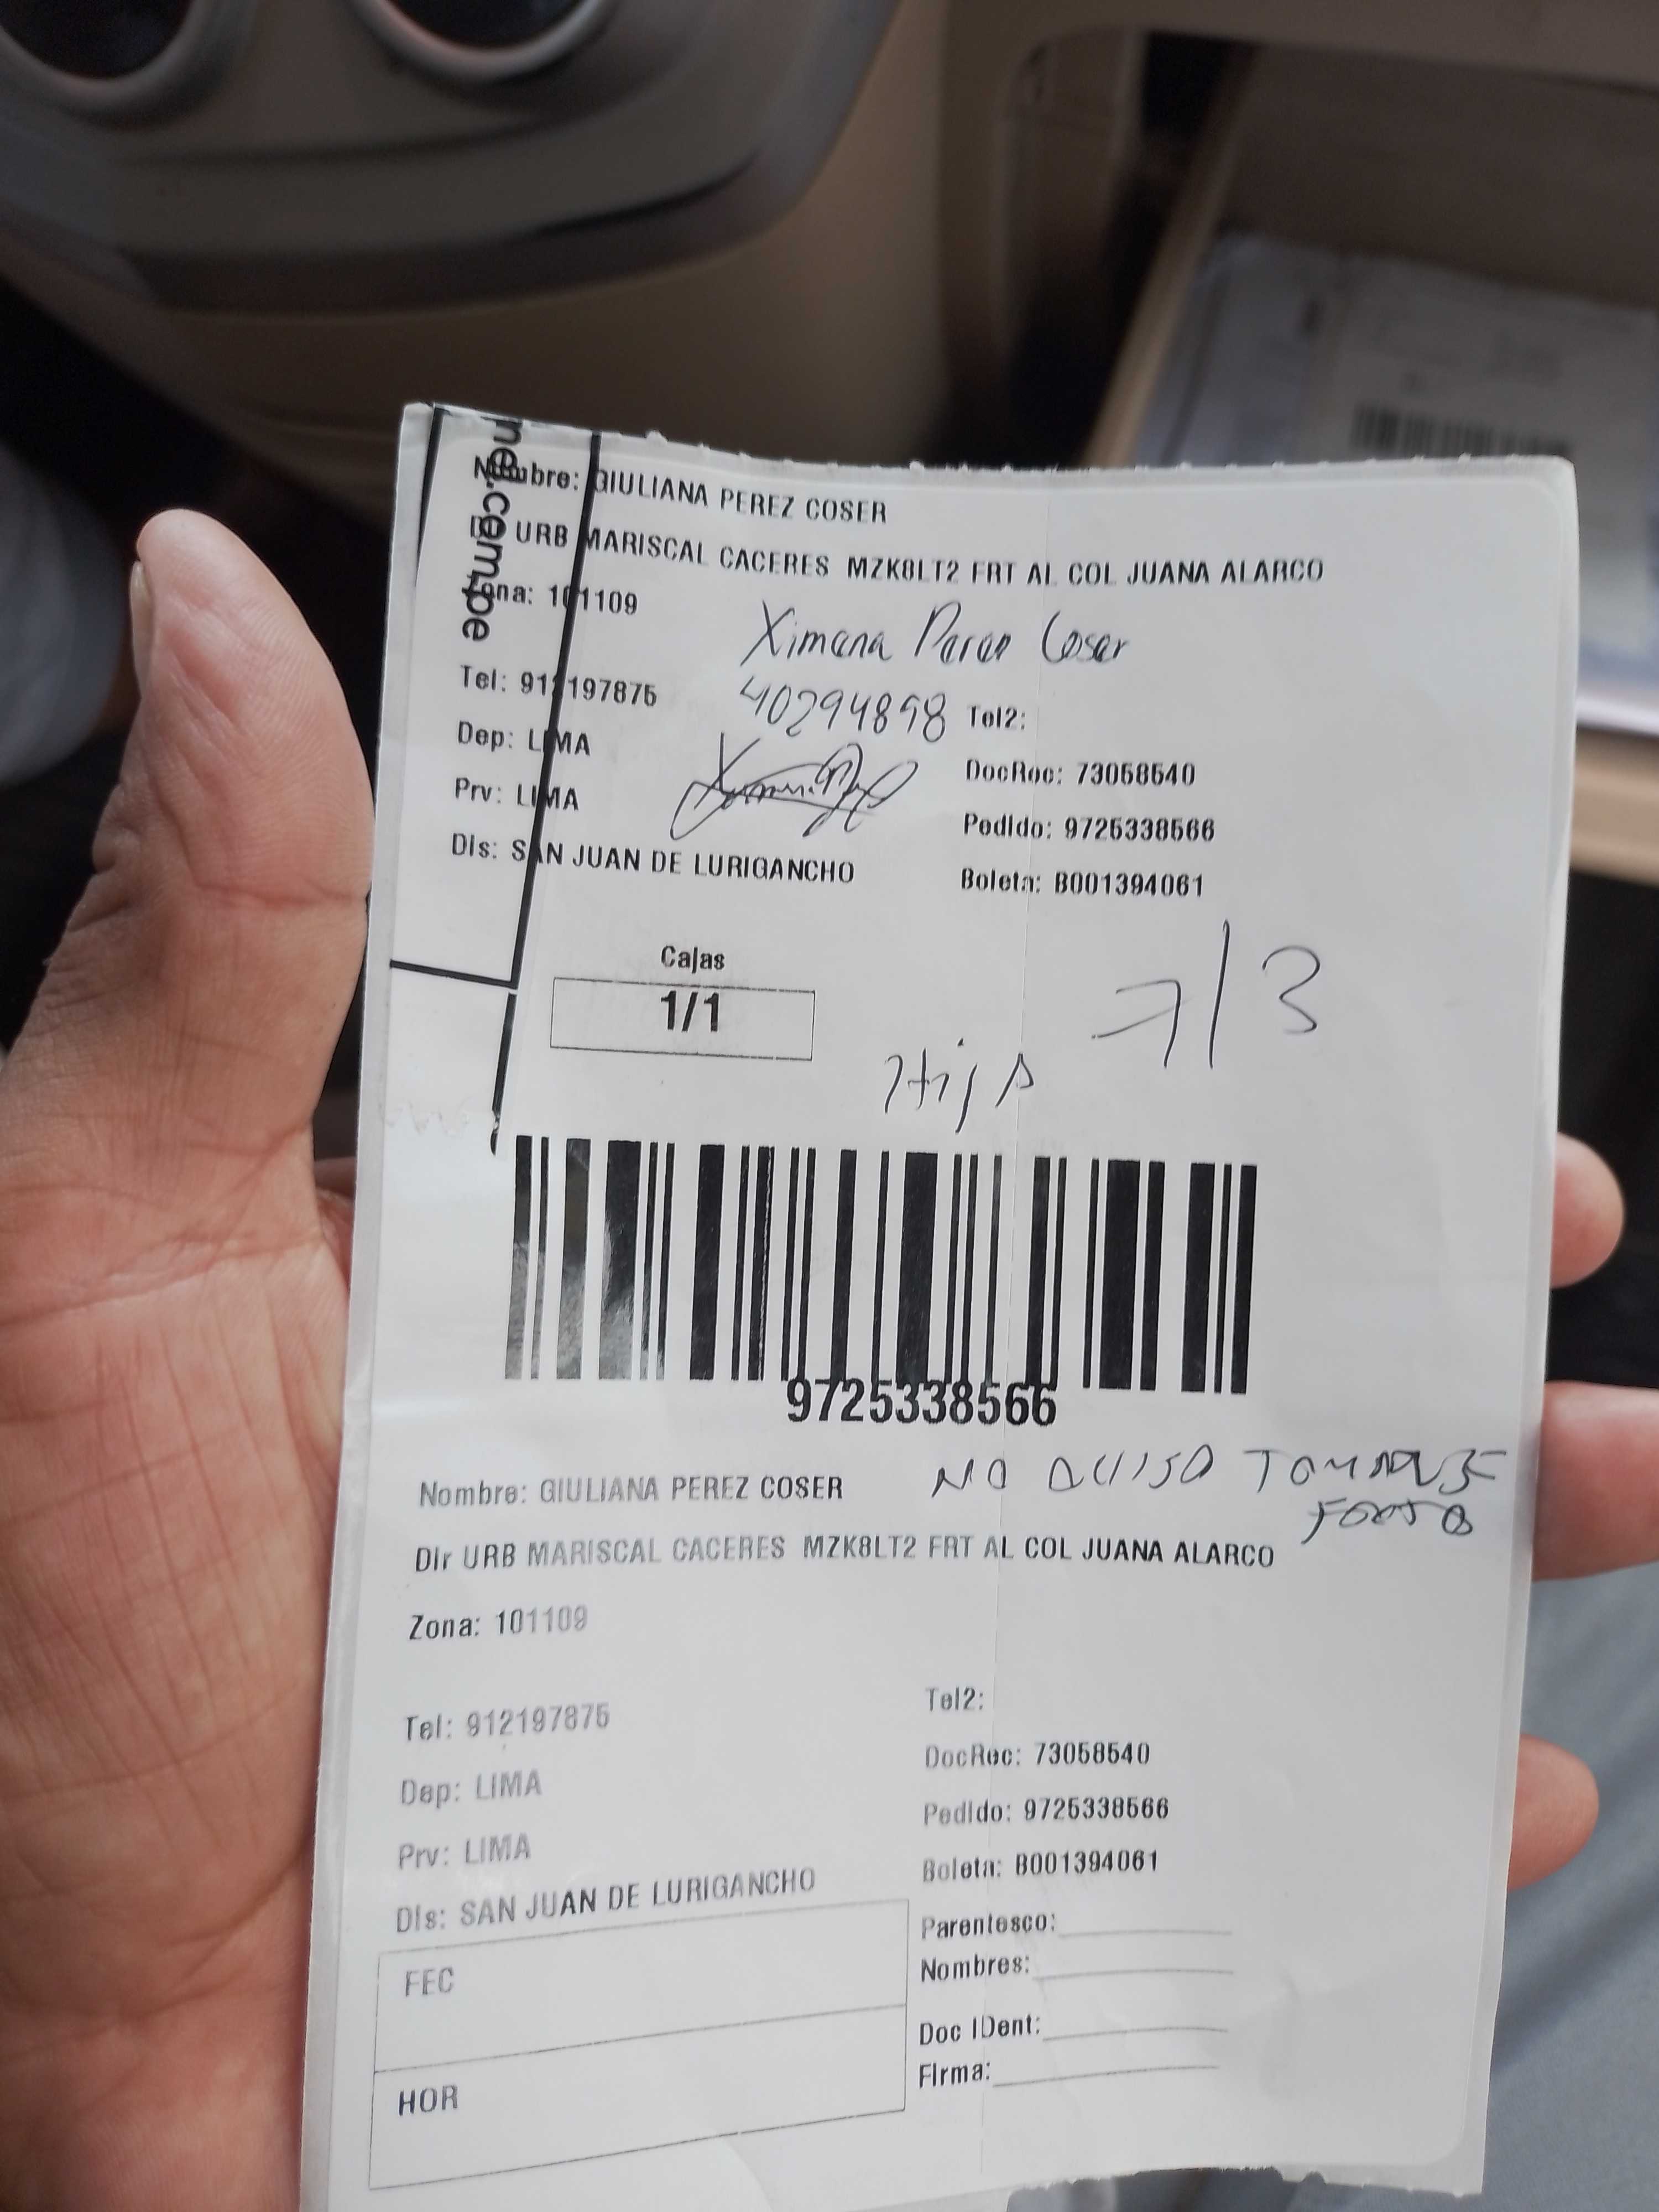 ne.com.pe
Nombre: GIULIANA PEREZ COSER
Dir URB MARISCAL CACERES MZK8LT2 FRT AL COL JUANA ALARCO
Zona: 101109
Ximena Perez Coser
Tel: 912197875
40294898
Tel2:
Dep: LIMA
DocRec: 73058540
Prv: LIMA
Pedido: 9725338566
Dis: SAN JUAN DE LURIGANCHO
Boleta: B001394061
Cajas
1/1
7/3
Hija
9725338566
NO QUISO TOMARSE
FOTO
Nombre: GIULIANA PEREZ COSER
Dir URB MARISCAL CACERES MZK8LT2 FRT AL COL JUANA ALARCO
Zona: 101109
Tel: 912197875
Tel2:
Dep: LIMA
DocRec: 73058540
Prv: LIMA
Pedido: 9725338566
Dis: SAN JUAN DE LURIGANCHO
Boleta: B001394061
FEC
HOR
Parentesco:
Nombres:
Doc IDent:
Firma: